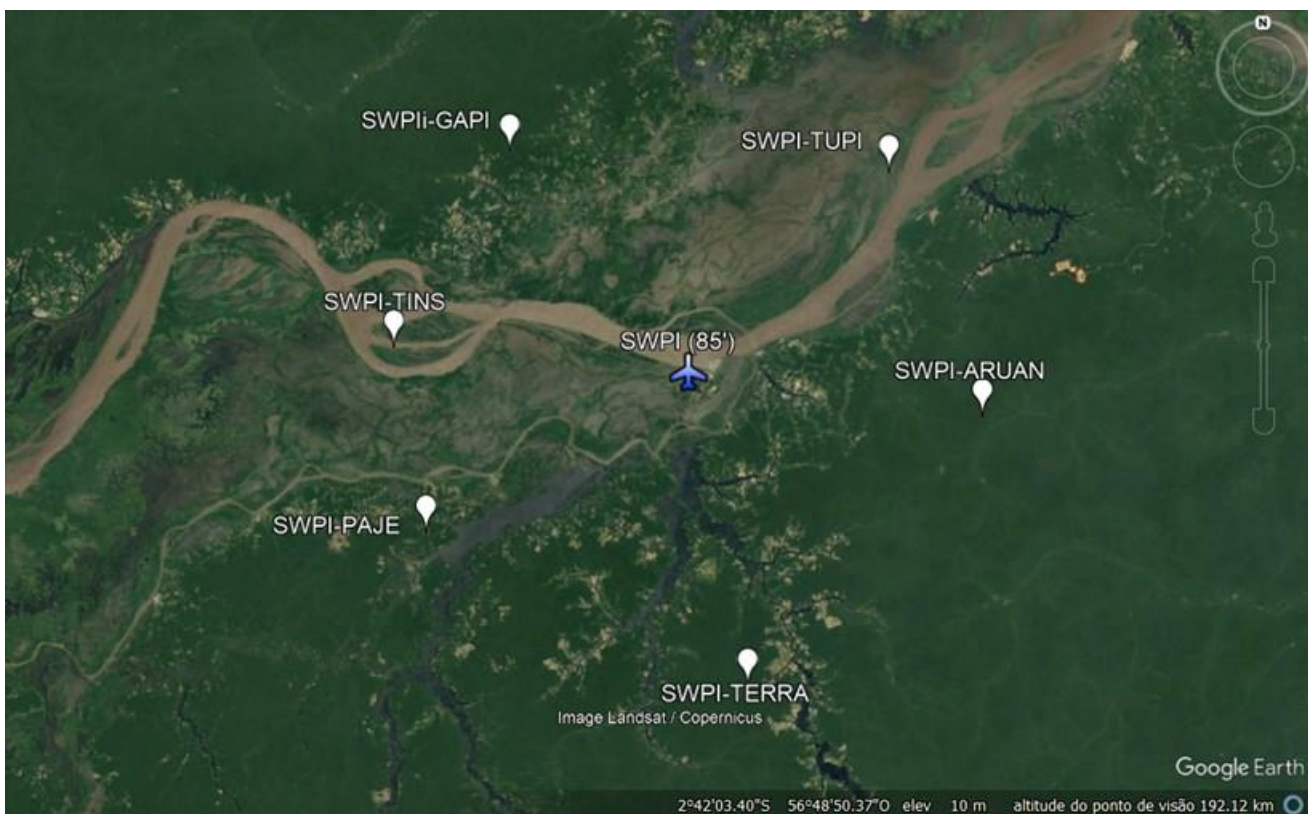 N
SWPIi-GAPI
SWPI-TUPI
SWPI-TINS
SWPI (85')
SWPI-ARUAN
SWPI-PAJE
SWPI-TERRA
Image Landsat / Copernicus
Google Earth
2°42'03.40"S 56°48'50.37"O elev 10 m altitude do ponto de visão 192.12 km